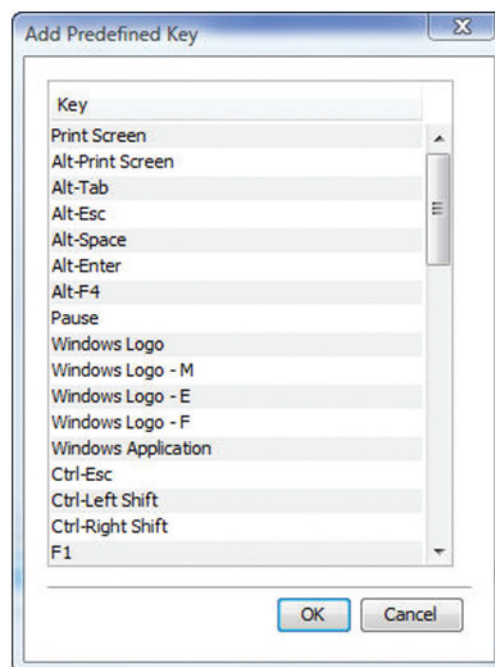 Add Predefined Key
Key
Print Screen
Alt-Print Screen
Alt-Tab
Alt-Esc
Alt-Space
Alt-Enter
Alt-F4
Pause
Windows Logo
Windows Logo - M
Windows Logo - E
Windows Logo - F
Windows Application
Ctrl-Esc
Ctrl-Left Shift
Ctrl-Right Shift
F1
OK Cancel